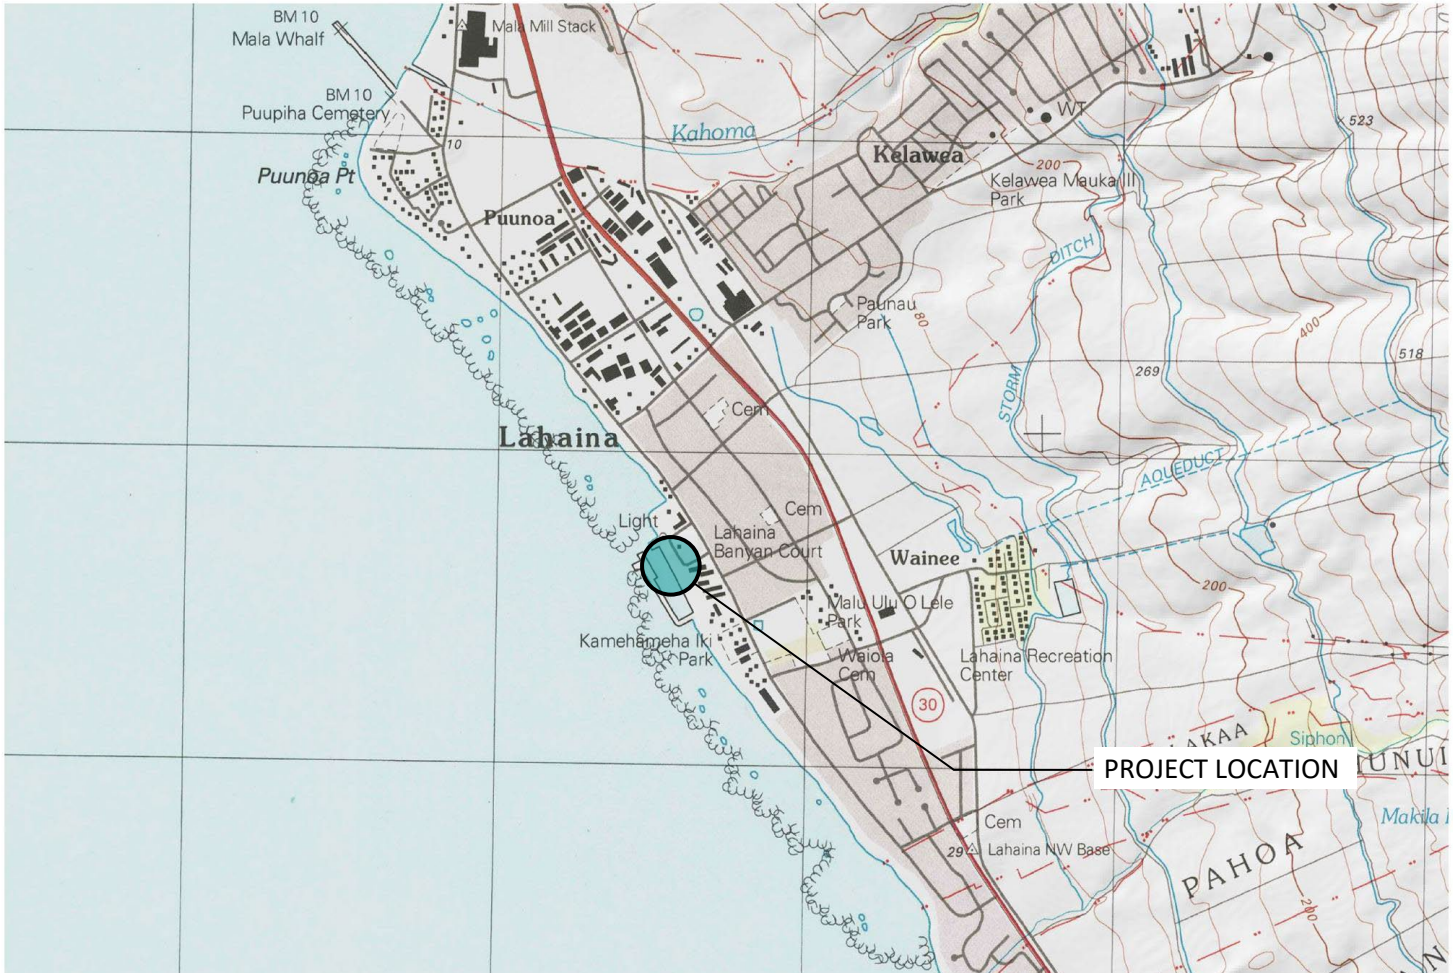 BM 10
Mala Whalf
Mala Mill Stack
BM 10
Puupiha Cemetery
10
Puunoa Pt
Kahoma
WT
523
Kelawea
200
Kelawea Mauka III
Park
Puunoa
DITCH
STORM
Paunau
Park
80
400
518
269
Cem
Lahaina
AQUEDUCT
Cem
Light
Lahaina
Banyan Court
Wainee
200
Malu Ulu O Lele
Park
Kamehameha Iki
Park
Waiola
Cem
Lahaina Recreation
Center
30
Siphon
AKAA
UNUI
PROJECT LOCATION
Makila
Cem
29
Lahaina NW Base
PAHOA
200
N